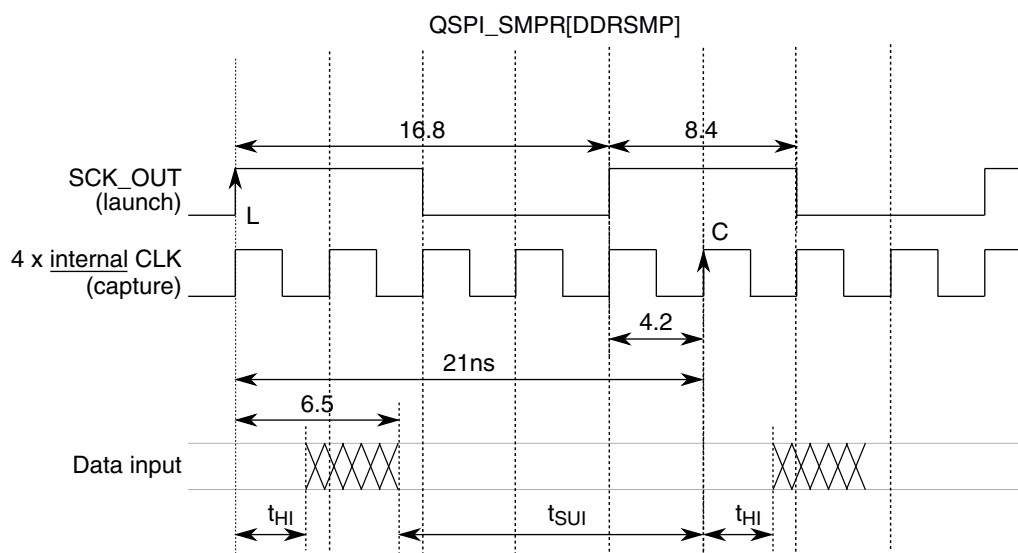 QSPI_SMPR[DDRSMP]
16.8
8.4
SCK_OUT
(launch)
L
C
4 x internal CLK
(capture)
4.2
21ns
6.5
Data input
tHI
tSUI
tHI